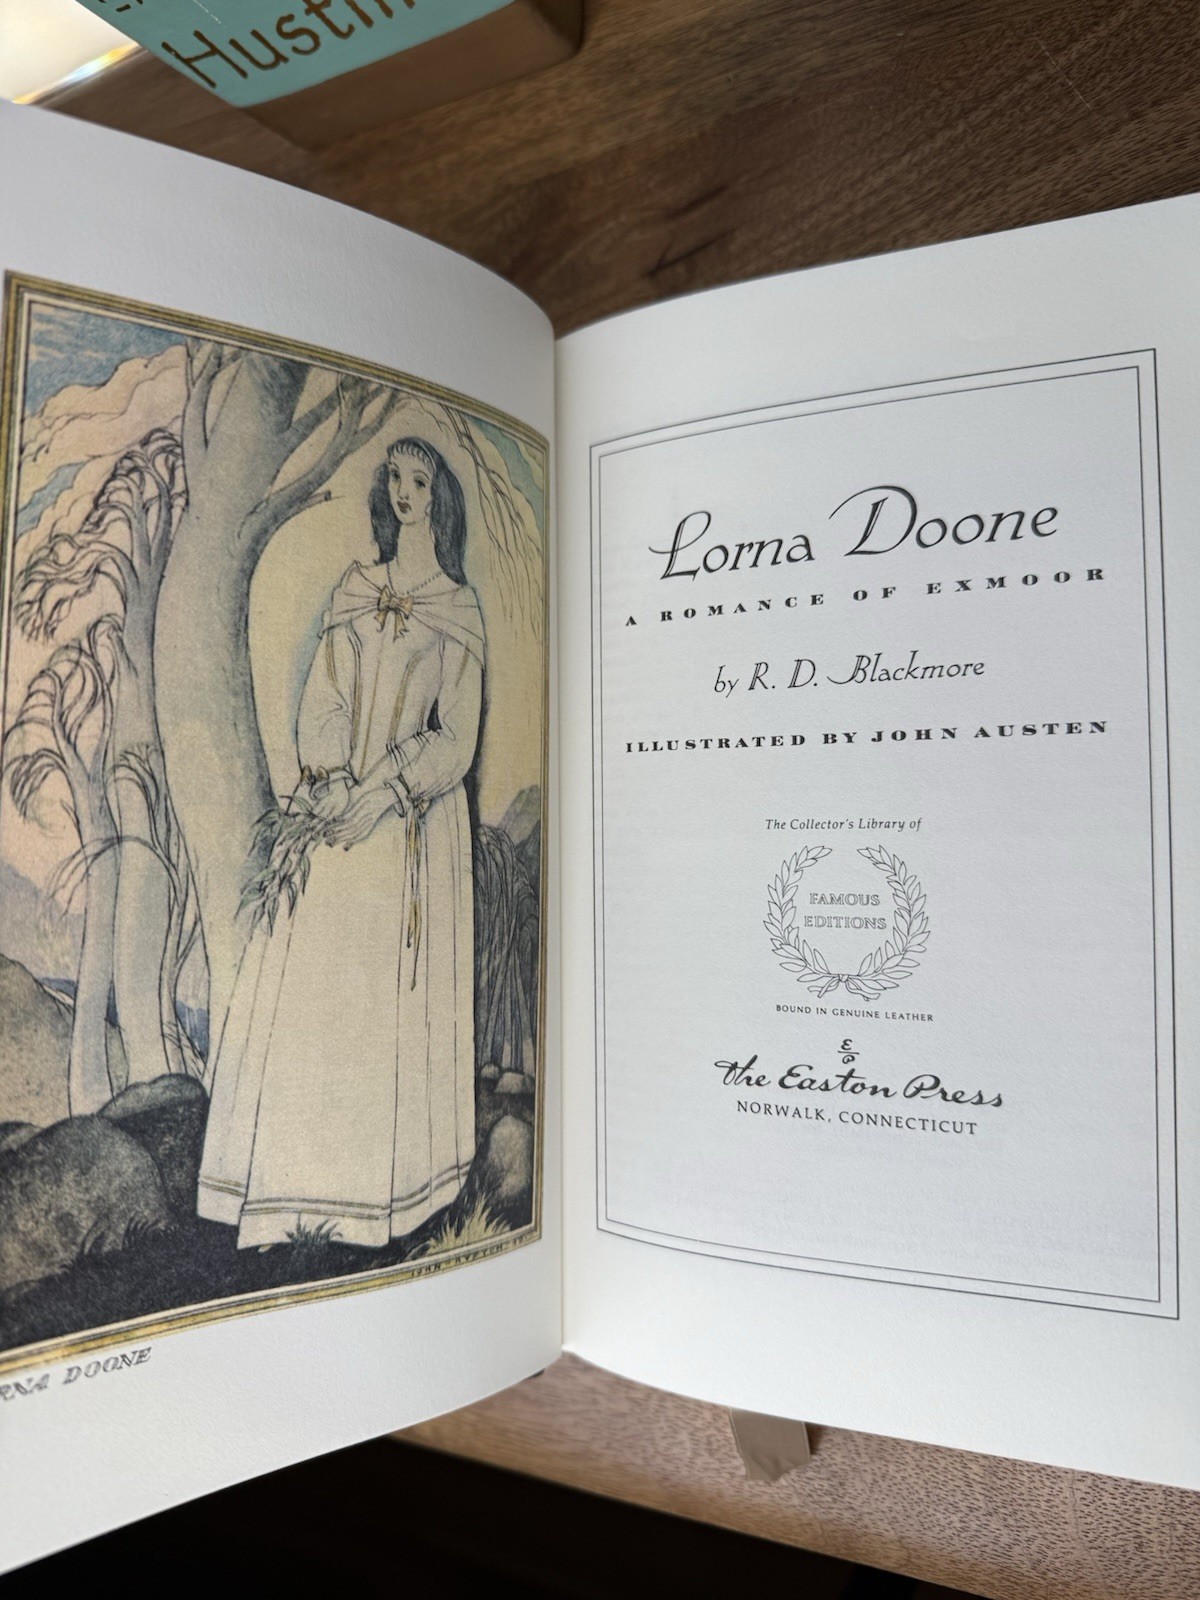 Lorna Doone
A ROMANCE OF EXMOOR
by R. D. Blackmore
ILLUSTRATED BY JOHN AUSTEN
The Collector's Library of
FAMOUS
EDITIONS
BOUND IN GENUINE LEATHER
E
P
the Easton Press
NORWALK, CONNECTICUT
DOONE